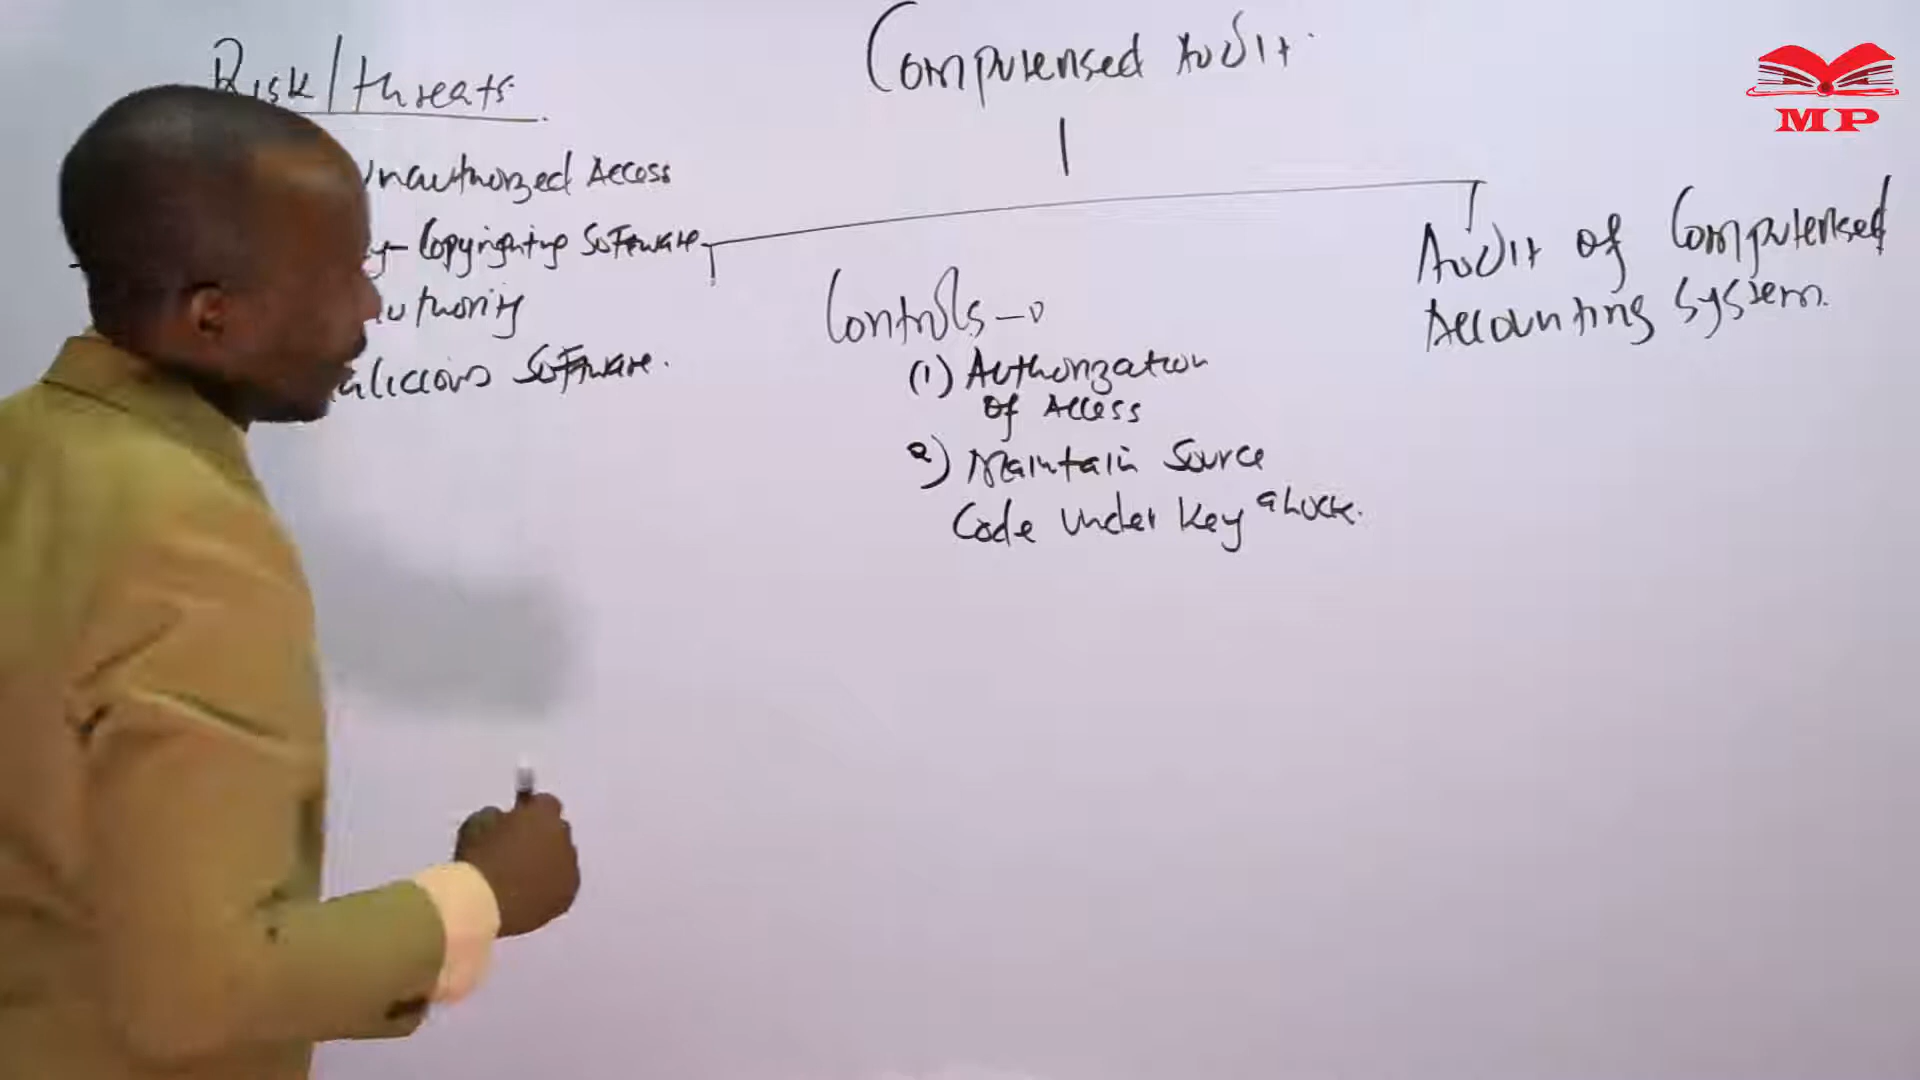 Risk/threats
Unauthorized Access
Copyrighting Software
Authority
Malicious Software.
Computerised Audit.
Controls
(1) Authorization
of Access
2) Maintain Source
Code under key & Lock.
Audit of Computerised
Accounting System.
MP